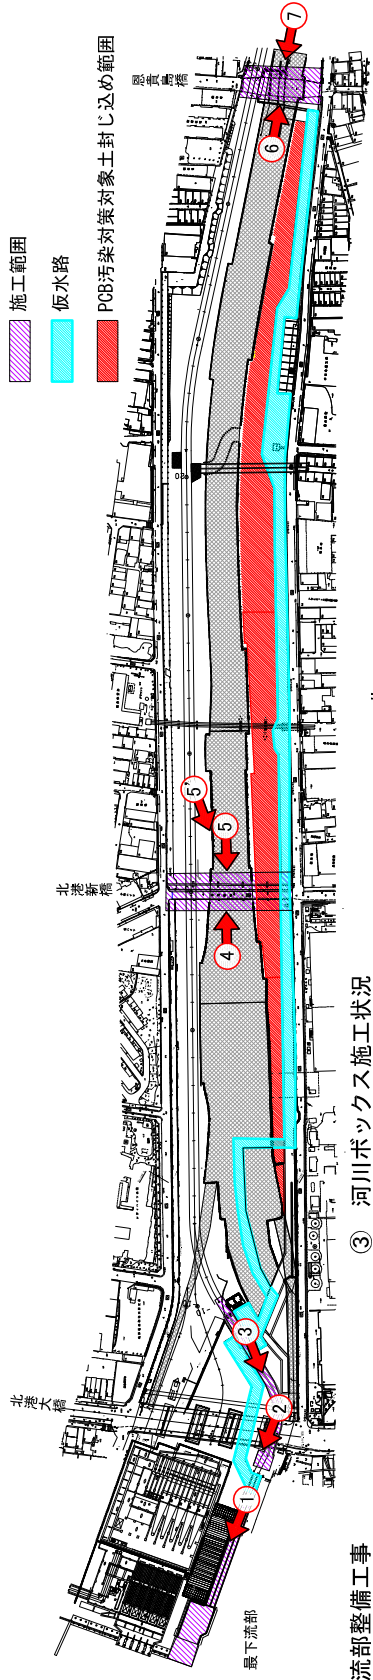 施工範囲
仮水路
PCB汚染対策対象土封じ込め範囲
北港大橋
北港新橋
恩貴島橋
最下流部
①
②
③
④
⑤
⑤'
⑥
⑦
流部整備工事
③ 河川ボックス施工状況